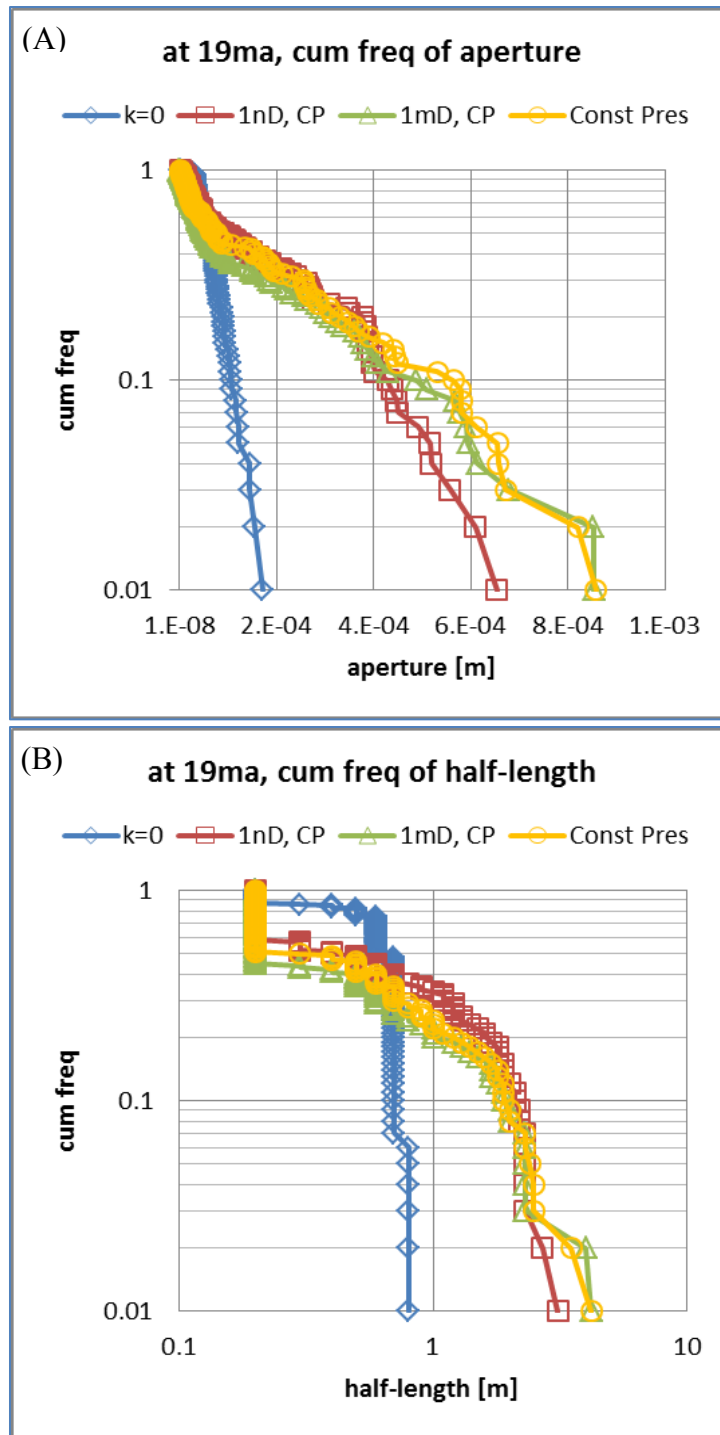 (A)
at 19ma, cum freq of aperture
k=0 1nD, CP 1mD, CP Const Pres
1
0.1
0.01
cum freq
1.E-08 2.E-04 4.E-04 6.E-04 8.E-04 1.E-03
aperture [m]
(B)
at 19ma, cum freq of half-length
k=0 1nD, CP 1mD, CP Const Pres
1
0.1
0.01
cum freq
0.1 1 10
half-length [m]